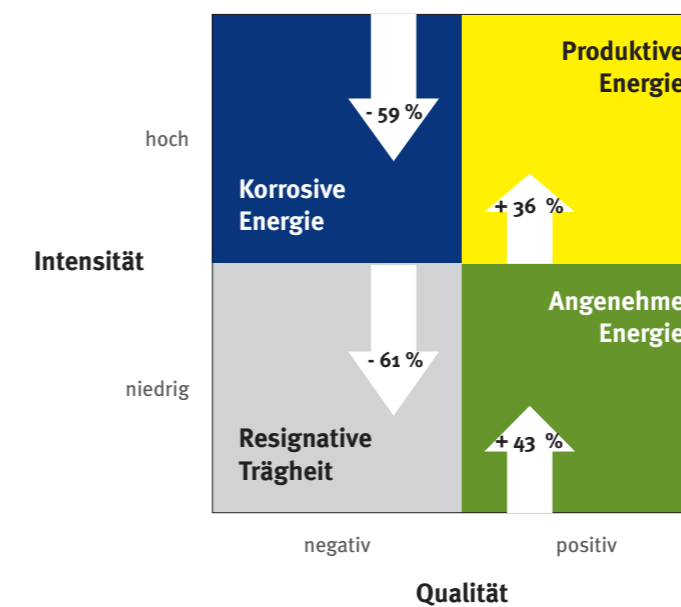 - 59 %
Produktive
Energie
hoch
Korrosive
Energie
+ 36 %
Intensität
Angenehme
Energie
- 61 %
niedrig
Resignative
Trägheit
+ 43 %
negativ
positiv
Qualität